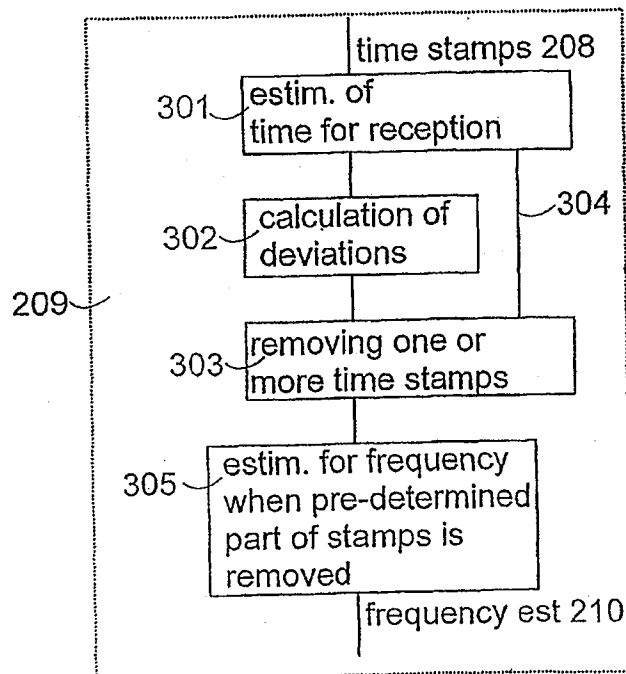 time stamps 208
301
estim. of
time for reception
302
calculation of
deviations
304
209
303
removing one or
more time stamps
305
estim. for frequency
when pre-determined
part of stamps is
removed
frequency est 210